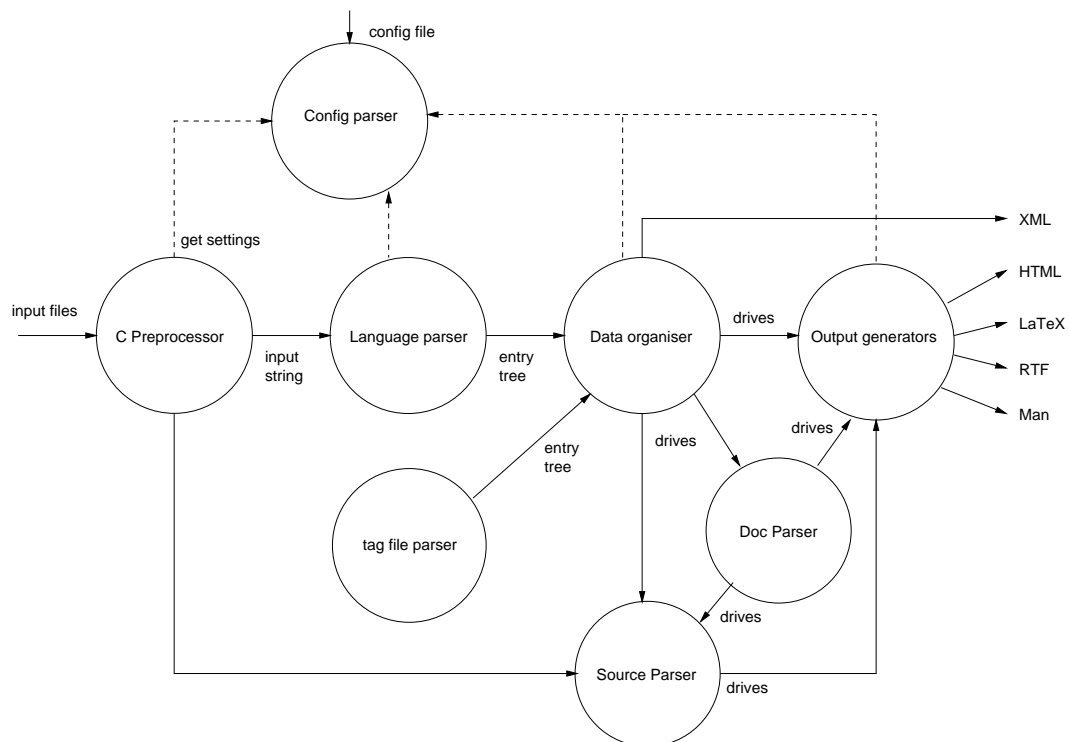 config file
Config parser
get settings
XML
HTML
input files
drives
LaTeX
C Preprocessor
Language parser
Data organiser
Output generators
input
string
entry
tree
RTF
Man
drives
drives
entry
tree
Doc Parser
tag file parser
drives
Source Parser
drives